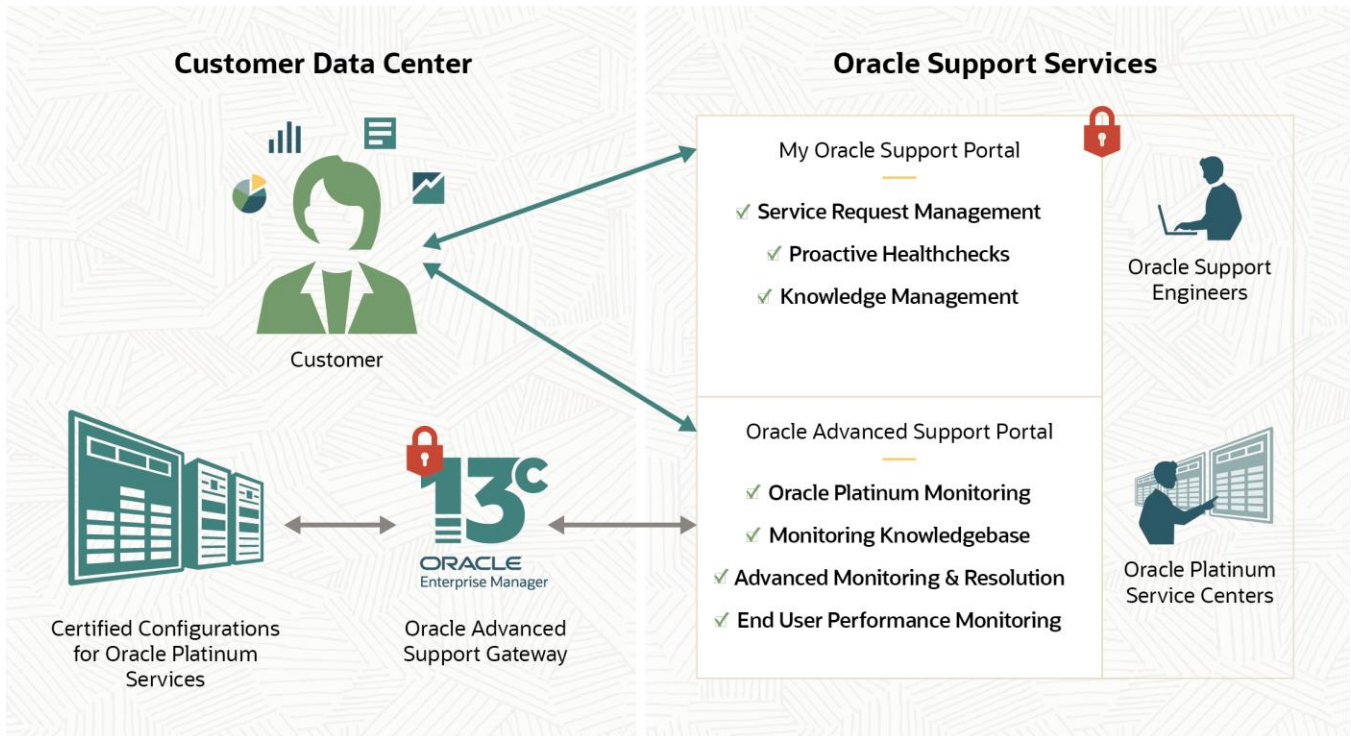 Customer Data Center
Customer
Certified Configurations
for Oracle Platinum
Services
13c
ORACLE
Enterprise Manager
Oracle Advanced
Support Gateway
Oracle Support Services
My Oracle Support Portal
Service Request Management
Proactive Healthchecks
Knowledge Management
Oracle Support
Engineers
Oracle Advanced Support Portal
Oracle Platinum Monitoring
Monitoring Knowledgebase
Advanced Monitoring & Resolution
End User Performance Monitoring
Oracle Platinum
Service Centers